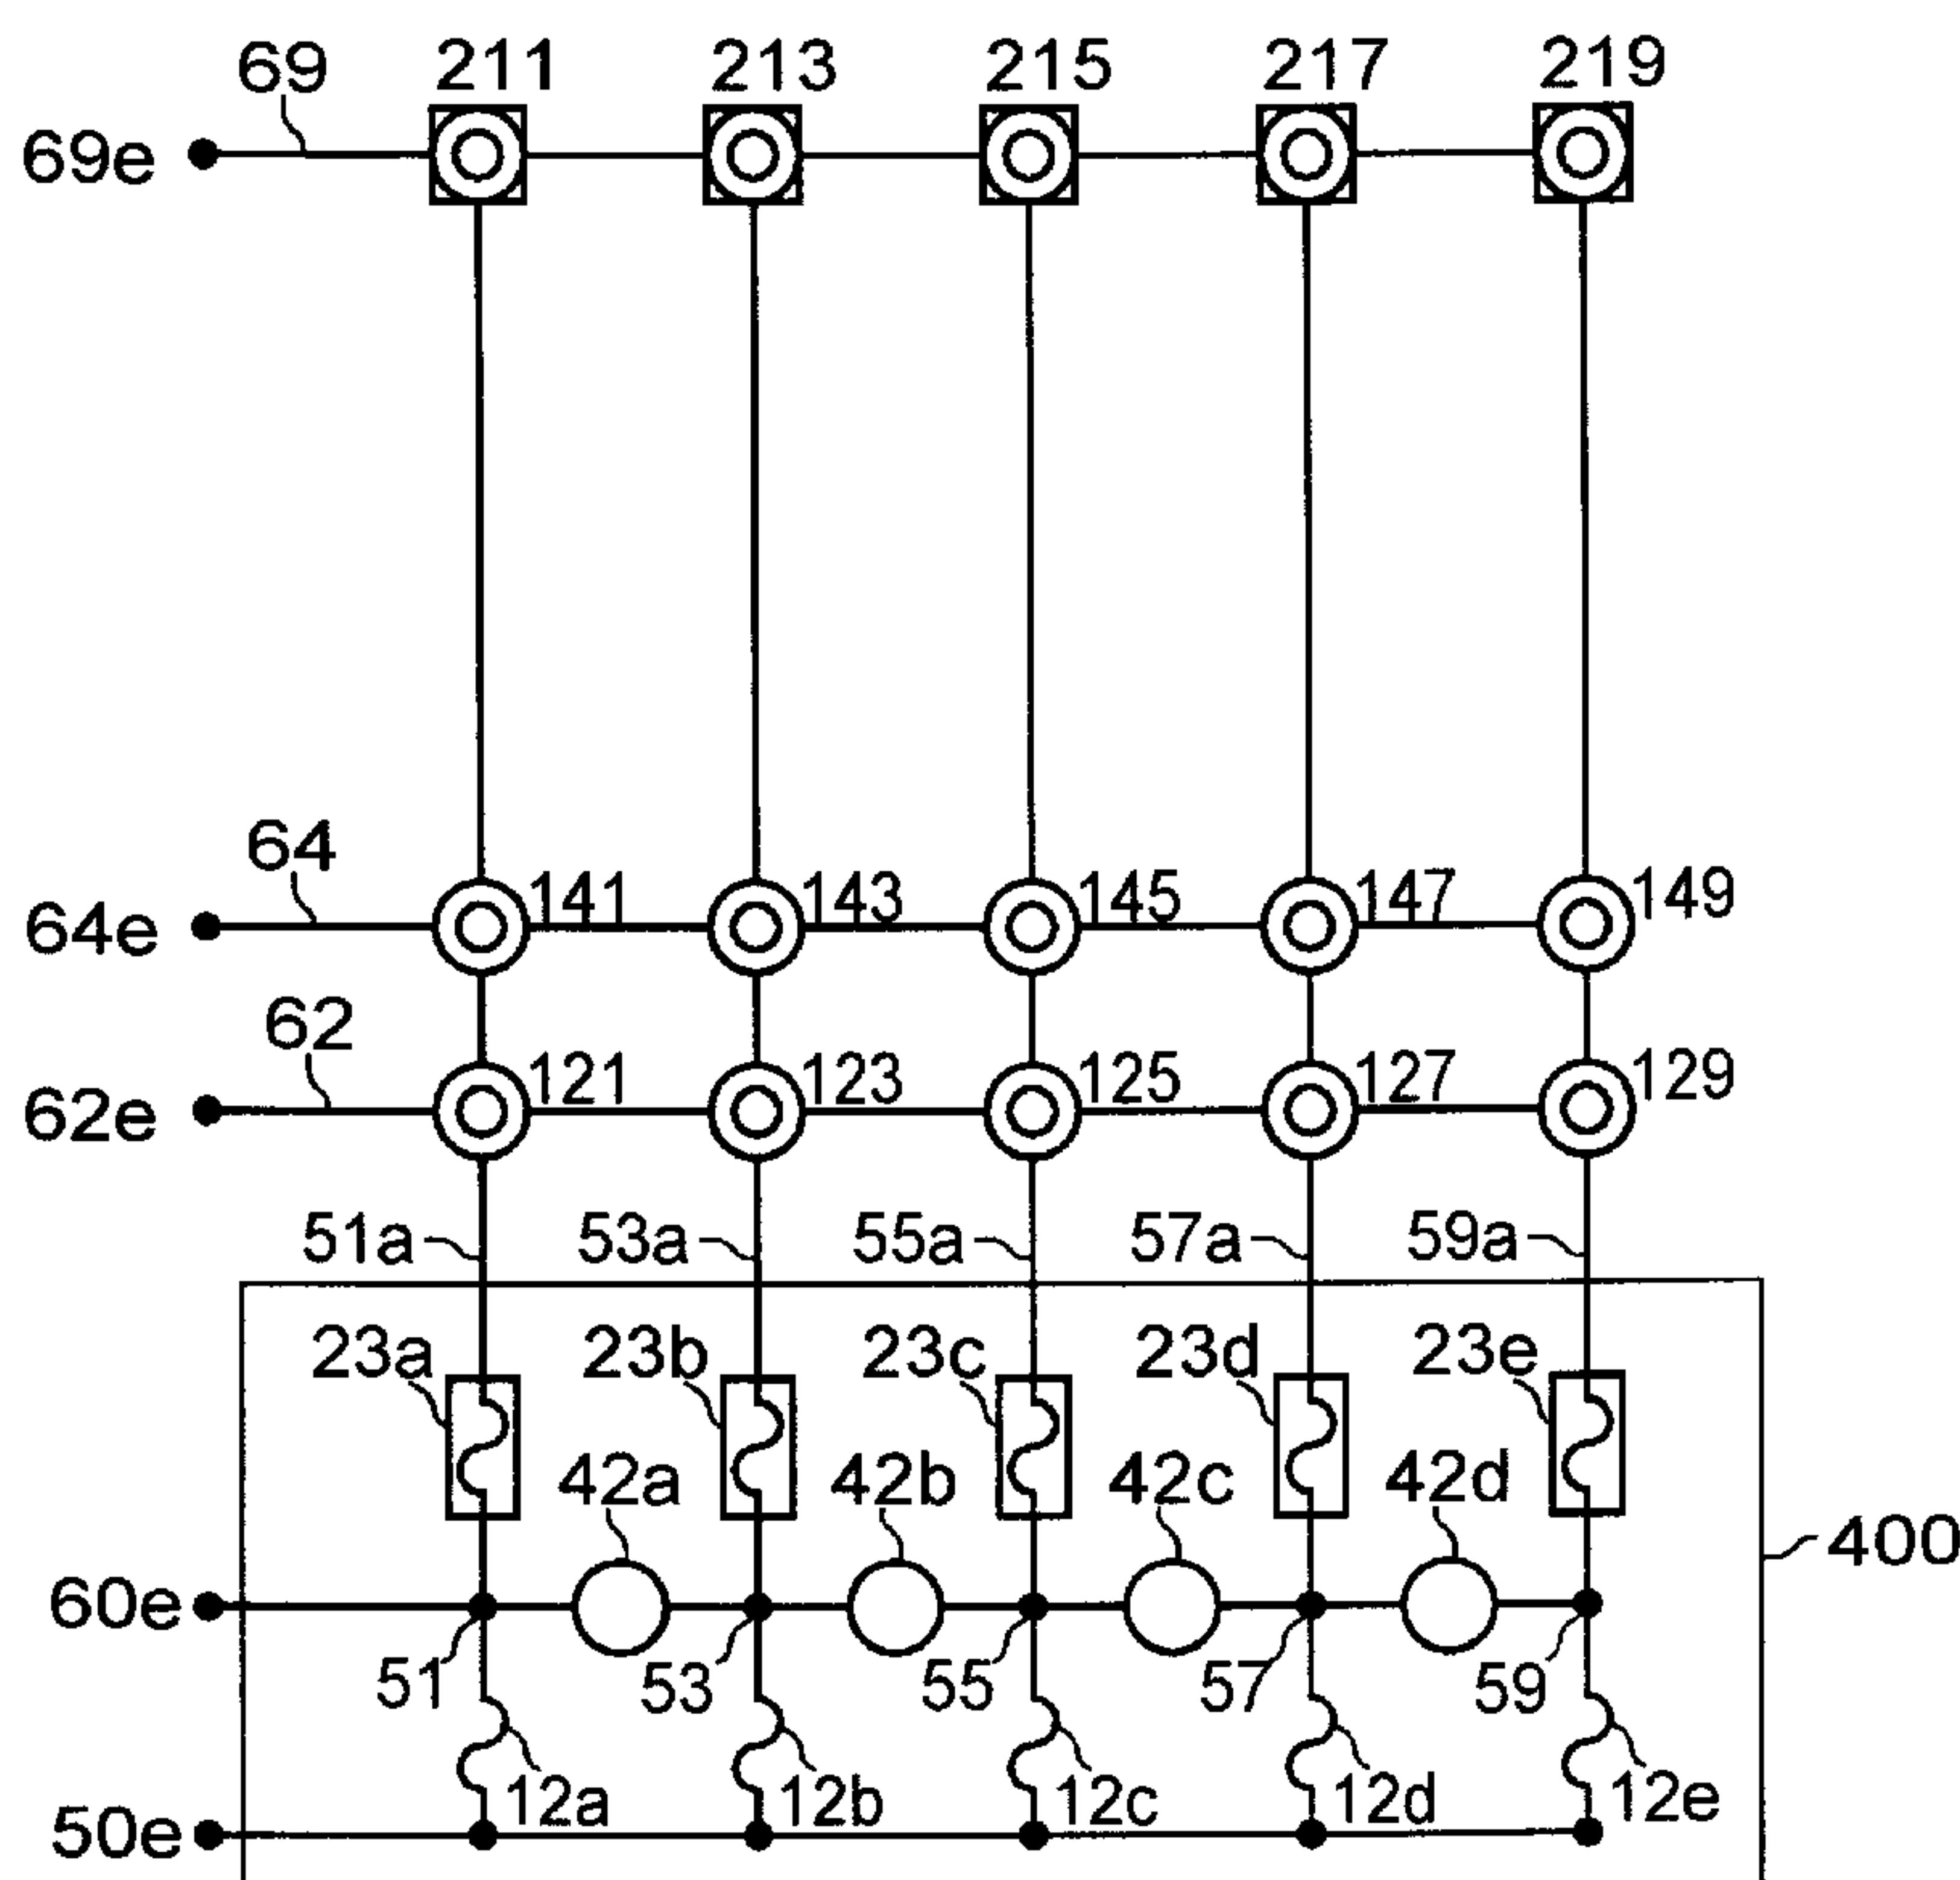 69 211 213 215 217 219
69e
64 141 143 145 147 149
64e
62 121 123 125 127 129
62e
51a 53a 55a 57a 59a
23a 23b 23c 23d 23e
42a 42b 42c 42d
400
60e
51 53 55 57 59
12a 12b 12c 12d 12e
50e